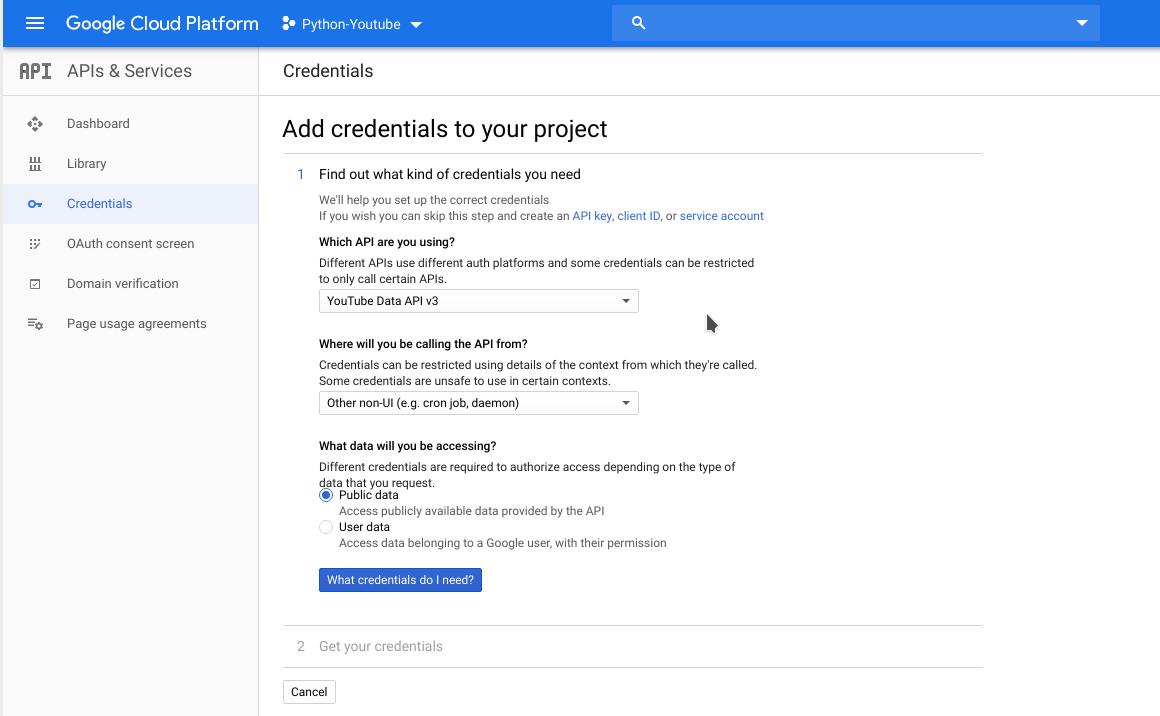 Google Cloud Platform
Python-Youtube
API APIs & Services
Credentials
Dashboard
Library
Credentials
OAuth consent screen
Domain verification
Page usage agreements
Add credentials to your project
1 Find out what kind of credentials you need
We'll help you set up the correct credentials
If you wish you can skip this step and create an API key, client ID, or service account
Which API are you using?
Different APIs use different auth platforms and some credentials can be restricted
to only call certain APIs.
YouTube Data API v3
Where will you be calling the API from?
Credentials can be restricted using details of the context from which they're called.
Some credentials are unsafe to use in certain contexts.
Other non-UI (e.g. cron job, daemon)
What data will you be accessing?
Different credentials are required to authorize access depending on the type of
data that you request.
Public data
Access publicly available data provided by the API
User data
Access data belonging to a Google user, with their permission
What credentials do I need?
2 Get your credentials
Cancel